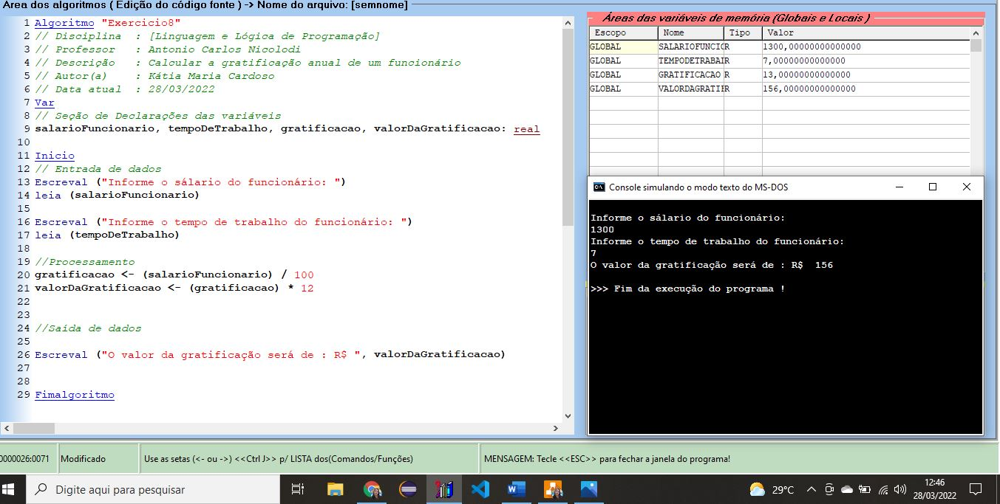 Área dos algoritmos ( Edição do código fonte ) -> Nome do arquivo: [semnome]
1 Algoritmo "Exercicio8"
2 // Disciplina  : [Linguagem e Lógica de Programação]
3 // Professor   : Antonio Carlos Nicolodi
4 // Descrição   : Calcular a gratificação anual de um funcionário
5 // Autor(a)    : Kátia Maria Cardoso
6 // Data atual  : 28/03/2022
7 Var
8 // Seção de Declarações das variáveis
9 salarioFuncionario, tempoDeTrabalho, gratificacao, valorDaGratificacao: real
10
11 Inicio
12 // Entrada de dados
13 Escreval ("Informe o sálario do funcionário: ")
14 leia (salarioFuncionario)
15
16 Escreval ("Informe o tempo de trabalho do funcionário: ")
17 leia (tempoDeTrabalho)
18
19 //Processamento
20 gratificacao <- (salarioFuncionario) / 100
21 valorDaGratificacao <- (gratificacao) * 12
22
23
24 //Saída de dados
25
26 Escreval ("O valor da gratificação será de : R$ ", valorDaGratificacao)
27
28
29 Fimalgoritmo
Áreas das variáveis de memória (Globais e Locais )
Escopo Nome Tipo Valor
GLOBAL SALARIOFUNCIO R 1300,00000000000000
GLOBAL TEMPODETRABA R 7,00000000000000
GLOBAL GRATIFICACAO R 13,00000000000000
GLOBAL VALORDAGRATI R 156,00000000000000
Console simulando o modo texto do MS-DOS
Informe o sálario do funcionário:
1300
Informe o tempo de trabalho do funcionário:
7
O valor da gratificação será de : R$  156
>>> Fim da execução do programa !
0000026:0071 Modificado Use as setas (<- ou ->) <<Ctrl J>> p/ LISTA dos(Comandos/Funções) MENSAGEM: Tecle <<ESC>> para fechar a janela do programa!
Digite aqui para pesquisar
29°C
12:46
28/03/2022